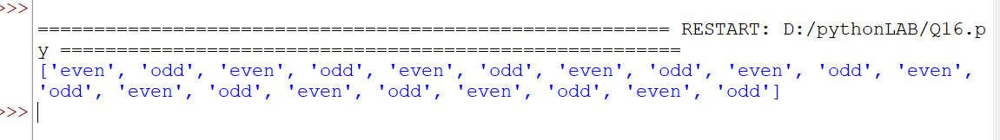 >>>
======================================================== RESTART: D:/pythonLAB/Q16.p
y =======================================================
['even', 'odd', 'even', 'odd', 'even', 'odd', 'even', 'odd', 'even', 'odd', 'even',
'odd', 'even', 'odd', 'even', 'odd', 'even', 'odd', 'even', 'odd']
>>>